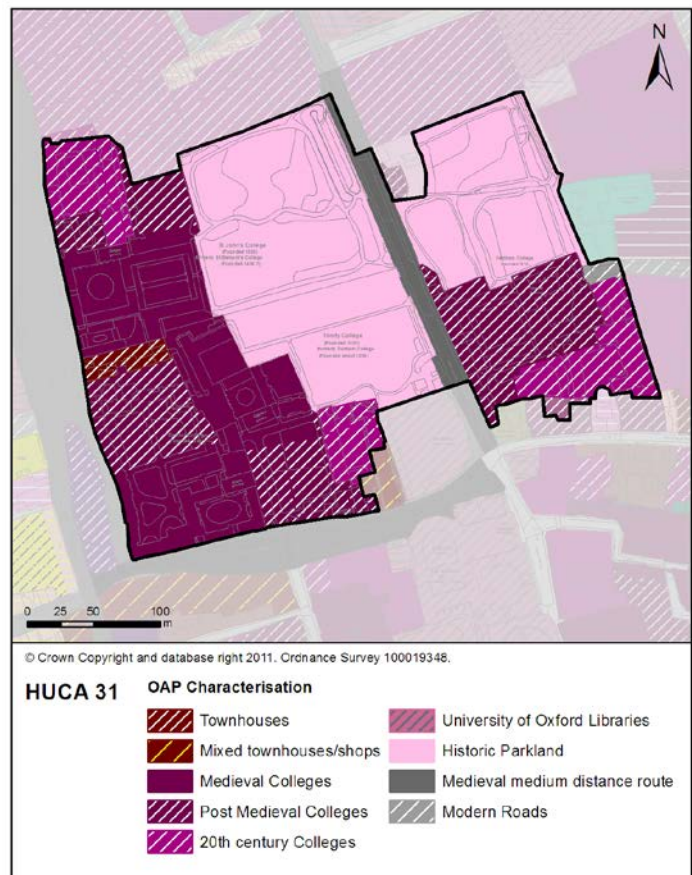 N
St John's College
Trinity College
0 25 50 100
m
© Crown Copyright and database right 2011. Ordnance Survey 100019348.
HUCA 31
OAP Characterisation
Townhouses
Mixed townhouses/shops
Medieval Colleges
Post Medieval Colleges
20th century Colleges
University of Oxford Libraries
Historic Parkland
Medieval medium distance route
Modern Roads